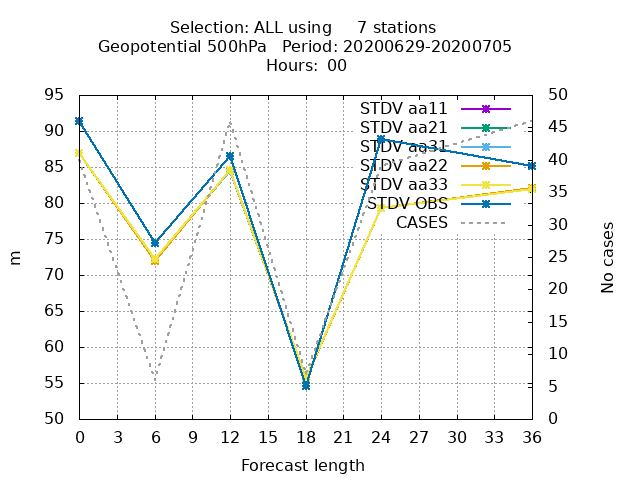 Selection: ALL using     7 stations
Geopotential 500hPa   Period: 20200629-20200705
Hours:  00
95 50
90 45
85 40
80 35
75 30
70 25
65 20
60 15
55 10
50 5
0
m
No cases
STDV aa11
STDV aa21
STDV aa31
STDV aa22
STDV aa33
STDV OBS
CASES
0 3 6 9 12 15 18 21 24 27 30 33 36
Forecast length